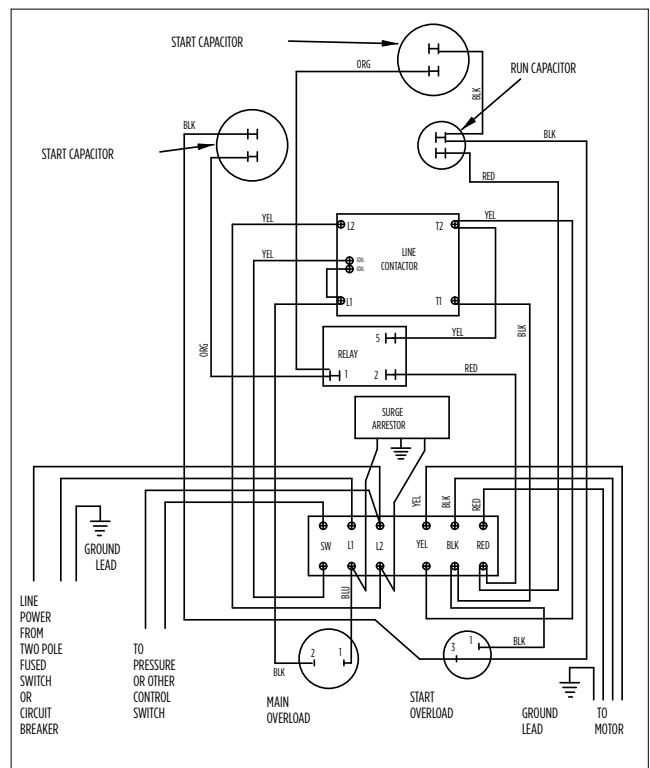 START CAPACITOR
ORG
RUN CAPACITOR
BLK
BLK
BLK
START CAPACITOR
RED
YEL
YEL
L2
T2
YEL
LINE
CONTACTOR
COIL
COIL
L1
T1
BLK
YEL
5
RELAY
ORG
1
2
RED
SURGE
ARRESTOR
YEL
BLK
RED
GROUND
LEAD
SW
L1
L2
YEL
BLK
RED
BLU
LINE
POWER
FROM
TWO POLE
FUSED
SWITCH
OR
CIRCUIT
BREAKER
TO
PRESSURE
OR OTHER
CONTROL
SWITCH
2
1
BLK
MAIN
OVERLOAD
3
1
BLK
START
OVERLOAD
GROUND
LEAD
TO
MOTOR